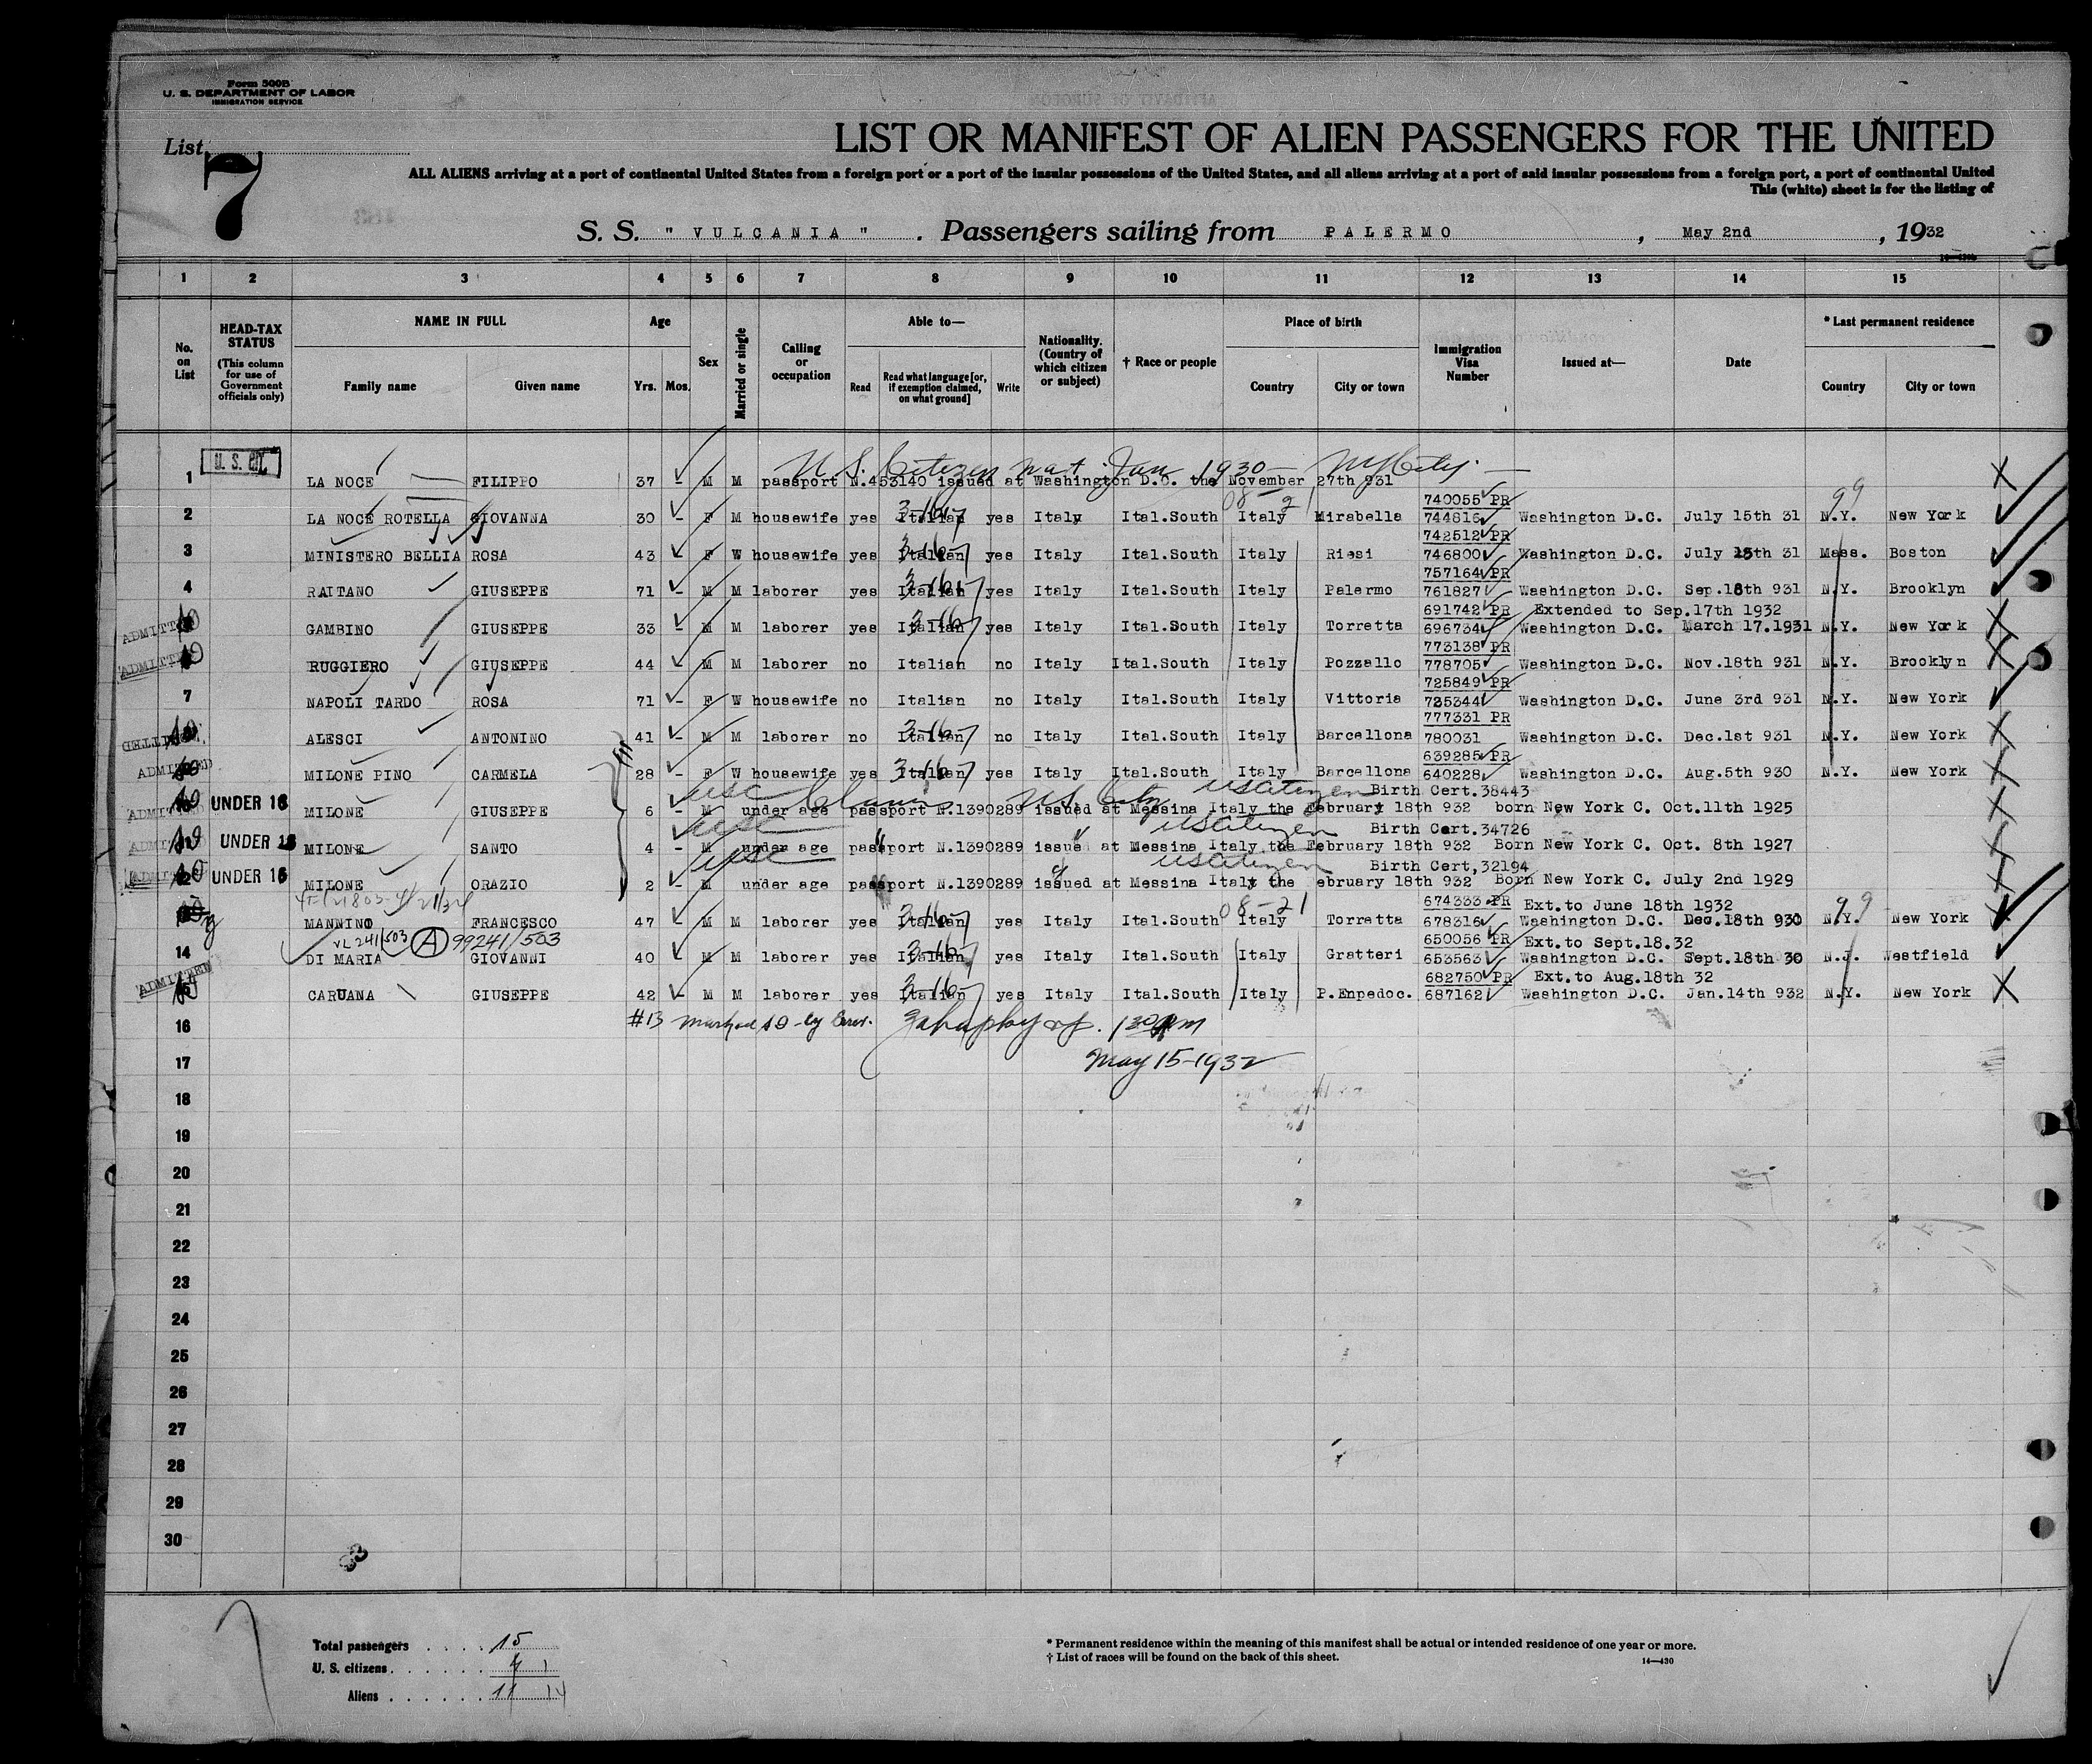 Form 500B
U. S. DEPARTMENT OF LABOR
IMMIGRATION SERVICE
List 7
LIST OR MANIFEST OF ALIEN PASSENGERS FOR THE UNITED
ALL ALIENS arriving at a port of continental United States from a foreign port or a port of the insular possessions of the United States, and all aliens arriving at a port of said insular possessions from a foreign port, a port of continental United
This (white) sheet is for the listing of
S. S. " VULCANIA " . Passengers sailing from PALERMO , May 2nd , 1932
1 2 3 4 5 6 7 8 9 10 11 12 13 14 15
No. on List
HEAD-TAX STATUS (This column for use of Government officials only)
NAME IN FULL
Family name Given name
Age
Yrs. Mos.
Sex
Married or single
Calling or occupation
Able to—
Read Read what language [or, if exemption claimed, on what ground] Write
Nationality. (Country of which citizen or subject)
† Race or people
Place of birth
Country City or town
Immigration Visa Number
Issued at—
Date
* Last permanent residence
Country City or town
U.S. Citizen nat. Jan 1930 — NYCity. —
1 LA NOCE FILIPPO 37 - M M passport N.453140 issued at Washington D.C. the November 27th 931
08-21 740055 PR 99
2 LA NOCE ROTELLA GIOVANNA 30 - F M housewife yes Italian yes Italy Ital.South Italy Mirabella 744816 Washington D.C. July 15th 31 N.Y. New York
742512 PR
3 MINISTERO BELLIA ROSA 43 - F W housewife yes Italian yes Italy Ital.South Italy Riesi 746800 Washington D.C. July 15th 31 Mass. Boston
757164 PR
4 RAITANO GIUSEPPE 71 - M M laborer yes Italian yes Italy Ital.South Italy Palermo 761827 Washington D.C. Sep.18th 931 N.Y. Brooklyn
691742 PR Extended to Sep.17th 1932
ADMITTED GAMBINO GIUSEPPE 33 - M M laborer yes Italian yes Italy Ital.South Italy Torretta 696734 Washington D.C. March 17.1931 N.Y. New York
773138 PR
ADMITTED RUGGIERO GIUSEPPE 44 - M M laborer no Italian no Italy Ital.South Italy Pozzallo 778705 Washington D.C. Nov.18th 931 N.Y. Brooklyn
725849 PR
7 NAPOLI TARDO ROSA 71 - F W housewife no Italian no Italy Ital.South Italy Vittoria 735344 Washington D.C. June 3rd 931 N.Y. New York
777331 PR
ADMITTED ALESCI ANTONINO 41 - M M laborer no Italian no Italy Ital.South Italy Barcellona 780031 Washington D.C. Dec.1st 931 N.Y. New York
639285 PR
ADMITTED MILONE PINO CARMELA 28 - F W housewife yes Italian yes Italy Ital.South Italy Barcellona 640228 Washington D.C. Aug.5th 930 N.Y. New York
USC US citizen Birth Cert.38443
ADMITTED UNDER 16 MILONE GIUSEPPE 6 - M under age passport N.1390289 issued at Messina Italy the February 18th 932 born New York C. Oct.11th 1925
USC US citizen Birth Cert.34726
ADMITTED UNDER 16 MILONE SANTO 4 - M under age passport N.1390289 issue at Messina Italy the February 18th 932 Born New York C. Oct. 8th 1927
USC US citizen Birth Cert,32194
ADMITTED UNDER 16 MILONE ORAZIO 2 - M under age passport N.1390289 issued at Messina Italy the ebruary 18th 932 Born New York C. July 2nd 1929
08-21 674333 PR Ext.to June 18th 1932 99
MANNINO FRANCESCO 47 - M M laborer yes Italian yes Italy Ital.South Italy Torretta 678316 Washington D.C. Dec.18th 930 N.Y. New York
VL 241/503 A 99241/503 650056 PR Ext.to Sept.18.32
14 DI MARIA GIOVANNI 40 - M M laborer yes Italian yes Italy Ital.South Italy Gratteri 653563 Washington D.C. Sept.18th 30 N.J. Westfield
682750 PR Ext.to Aug.18th 32
ADMITTED CARUANA GIUSEPPE 42 - M M laborer yes Italian yes Italy Ital.South Italy P.Enpedoc. 687162 Washington D.C. Jan.14th 932 N.Y. New York
16 #13 marked 10 - by Error.
17 May 15-1932
18
19
20
21
22
23
24
25
26
27
28
29
30
Total passengers . . . . 15
U. S. citizens . . . . . . 4 1
Aliens . . . . . . 11 14
* Permanent residence within the meaning of this manifest shall be actual or intended residence of one year or more.
† List of races will be found on the back of this sheet.
14—430